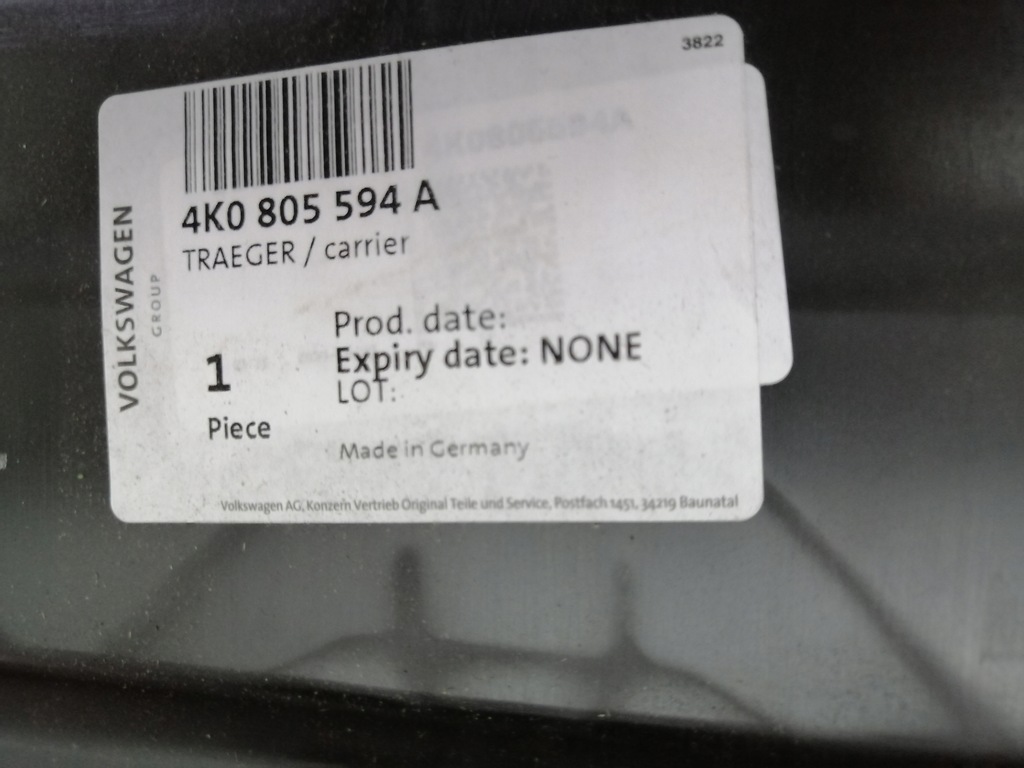 3822
4K0 805 594 A
TRAEGER / carrier
VOLKSWAGEN
GROUP
Prod. date:
Expiry date: NONE
LOT:
1
Piece
Made in Germany
Volkswagen AG, Konzern Vertrieb Original Teile und Service, Postfach 1451, 34219 Baunatal
4K0805594A